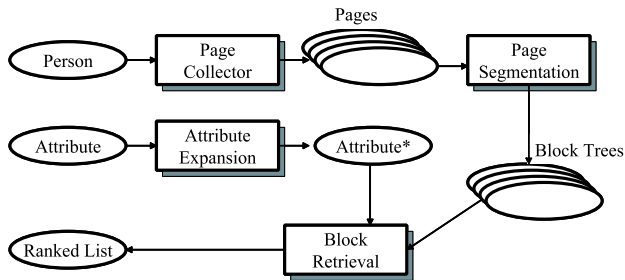 Pages
Person
Page
Collector
Page
Segmentation
Attribute
Attribute
Expansion
Attribute*
Block Trees
Ranked List
Block
Retrieval